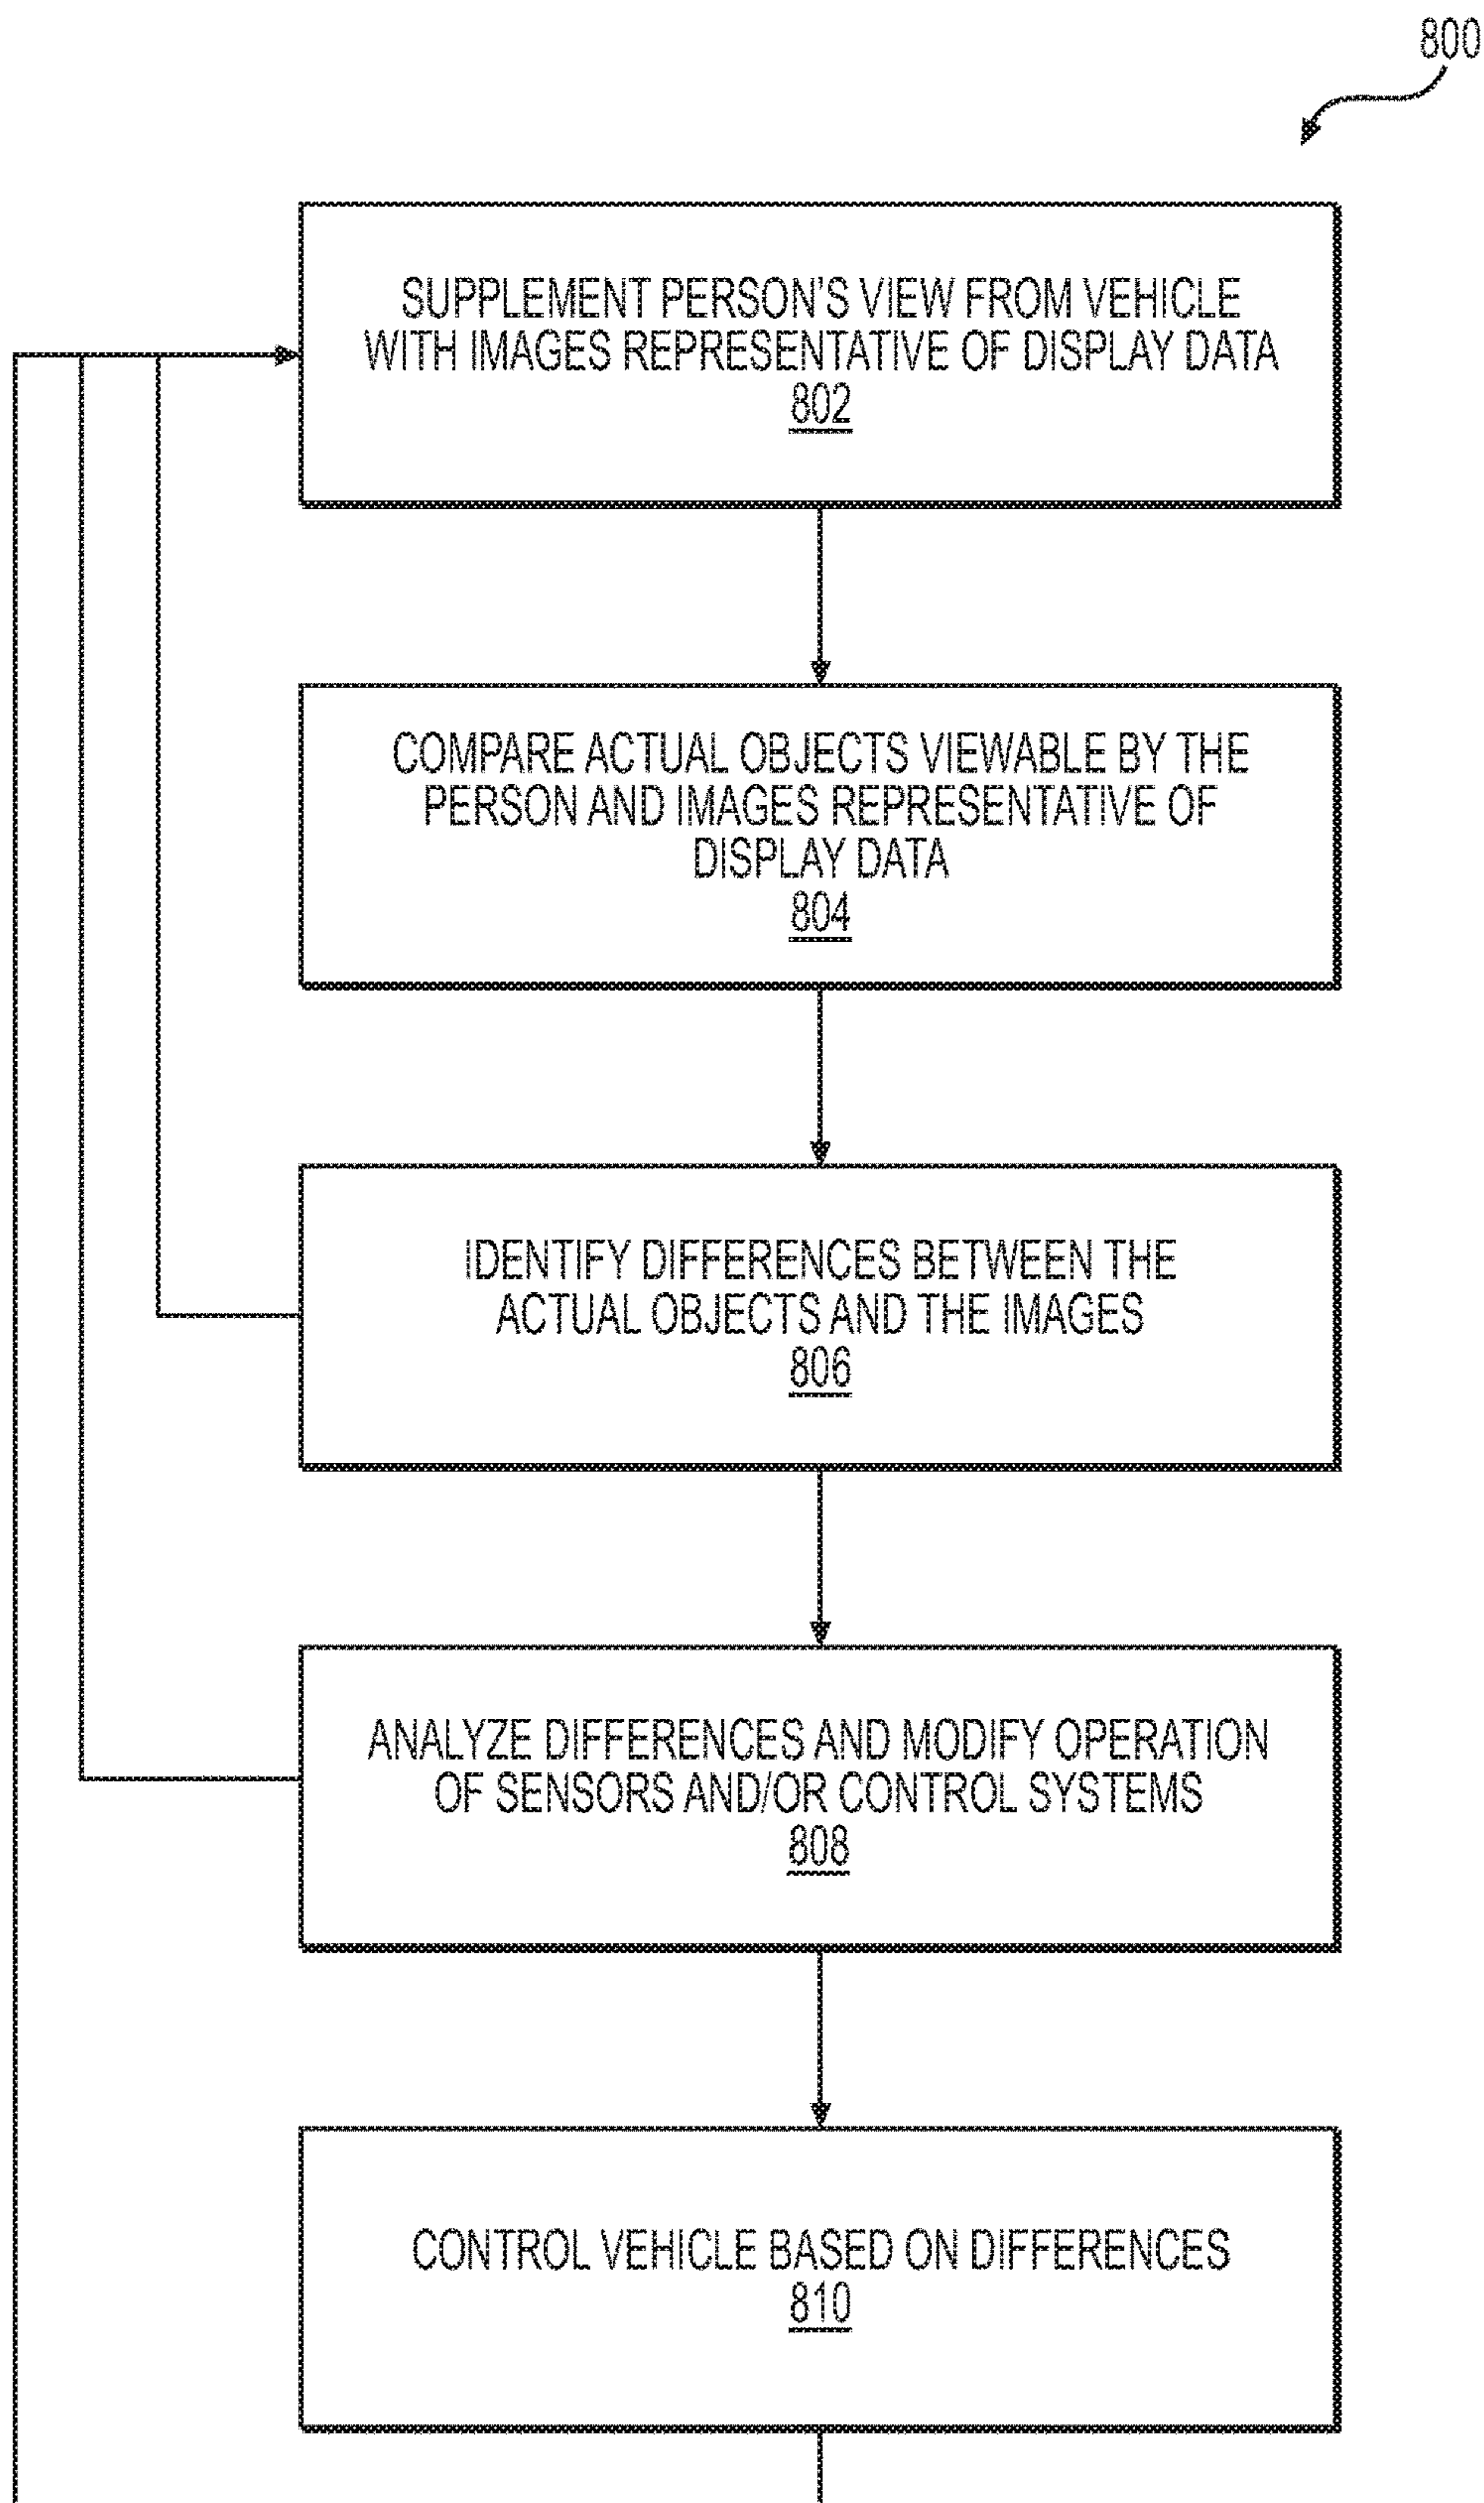 800
SUPPLEMENT PERSON'S VIEW FROM VEHICLE
WITH IMAGES REPRESENTATIVE OF DISPLAY DATA
802
COMPARE ACTUAL OBJECTS VIEWABLE BY THE
PERSON AND IMAGES REPRESENTATIVE OF
DISPLAY DATA
804
IDENTIFY DIFFERENCES BETWEEN THE
ACTUAL OBJECTS AND THE IMAGES
806
ANALYZE DIFFERENCES AND MODIFY OPERATION
OF SENSORS AND/OR CONTROL SYSTEMS
808
CONTROL VEHICLE BASED ON DIFFERENCES
810